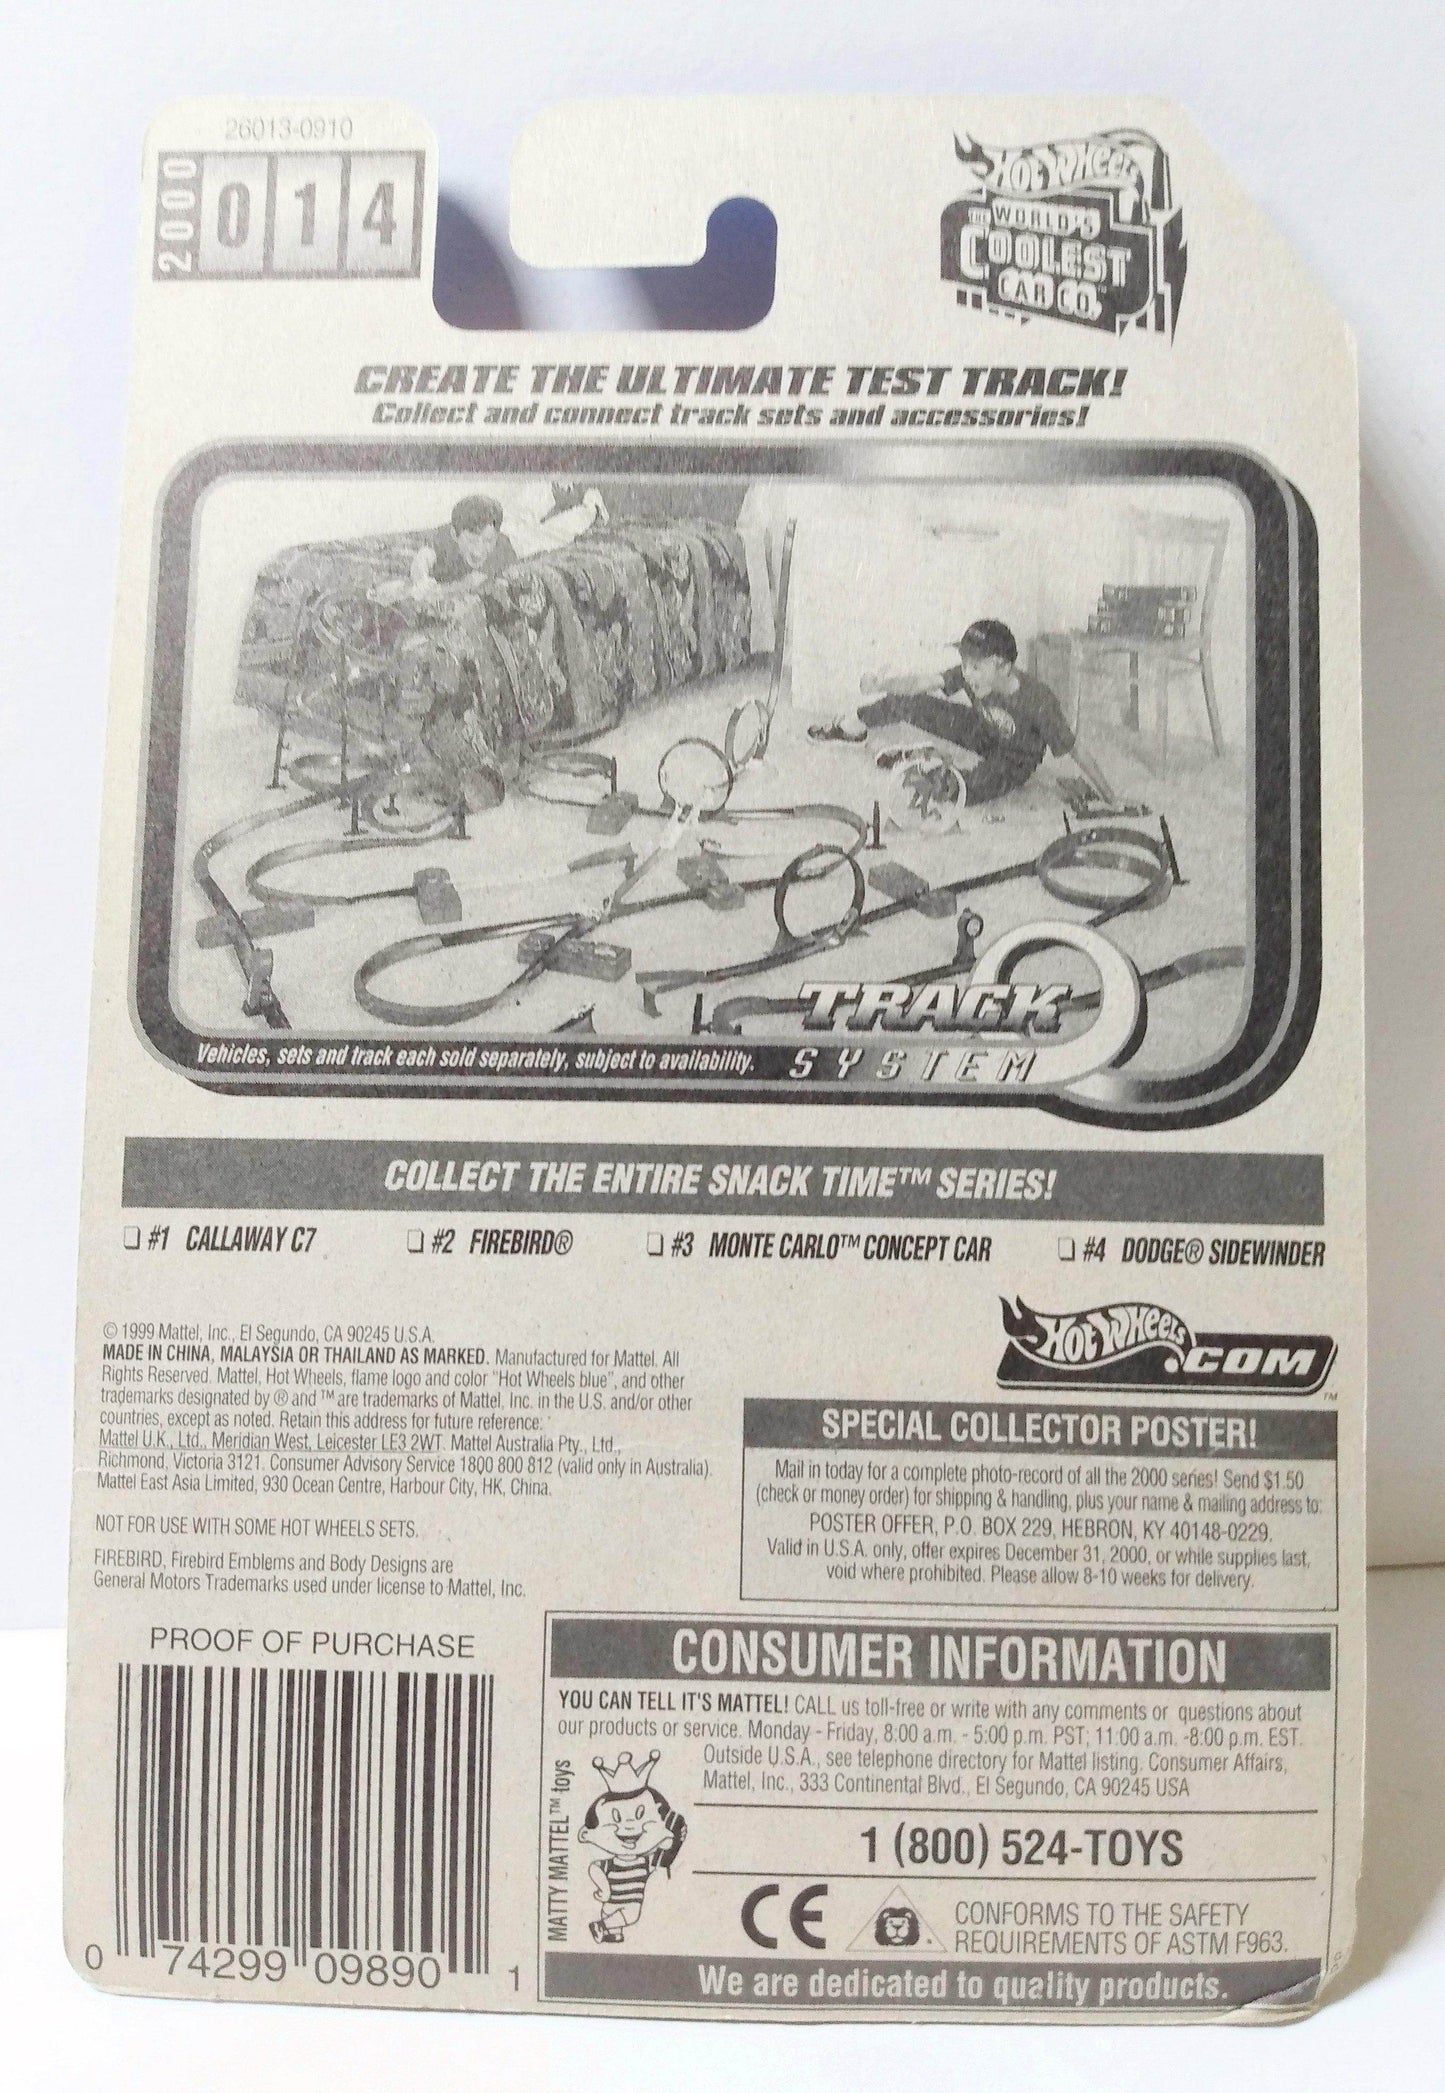 26013-0910
2000
014
HOT WHEELS
THE WORLD'S
COOLEST
CAR CO.™
CREATE THE ULTIMATE TEST TRACK!
Collect and connect track sets and accessories!
TRACK
SYSTEM
Vehicles, sets and track each sold separately, subject to availability.
COLLECT THE ENTIRE SNACK TIME™ SERIES!
❏ #1 CALLAWAY C7 ❏ #2 FIREBIRD® ❏ #3 MONTE CARLO™ CONCEPT CAR ❏ #4 DODGE® SIDEWINDER
© 1999 Mattel, Inc., El Segundo, CA 90245 U.S.A.
MADE IN CHINA, MALAYSIA OR THAILAND AS MARKED. Manufactured for Mattel. All
Rights Reserved. Mattel, Hot Wheels, flame logo and color "Hot Wheels blue", and other
trademarks designated by ® and ™ are trademarks of Mattel, Inc. in the U.S. and/or other
countries, except as noted. Retain this address for future reference:
Mattel U.K., Ltd., Meridian West, Leicester LE3 2WT. Mattel Australia Pty., Ltd.,
Richmond, Victoria 3121. Consumer Advisory Service 1800 800 812 (valid only in Australia).
Mattel East Asia Limited, 930 Ocean Centre, Harbour City, HK, China.
NOT FOR USE WITH SOME HOT WHEELS SETS.
FIREBIRD, Firebird Emblems and Body Designs are
General Motors Trademarks used under license to Mattel, Inc.
HOT WHEELS.COM™
SPECIAL COLLECTOR POSTER!
Mail in today for a complete photo-record of all the 2000 series! Send $1.50
(check or money order) for shipping & handling, plus your name & mailing address to:
POSTER OFFER, P.O. BOX 229, HEBRON, KY 40148-0229.
Valid in U.S.A. only, offer expires December 31, 2000, or while supplies last,
void where prohibited. Please allow 8-10 weeks for delivery.
PROOF OF PURCHASE
0 74299 09890 1
CONSUMER INFORMATION
YOU CAN TELL IT'S MATTEL! CALL us toll-free or write with any comments or questions about
our products or service. Monday - Friday, 8:00 a.m. - 5:00 p.m. PST; 11:00 a.m. -8:00 p.m. EST.
Outside U.S.A., see telephone directory for Mattel listing. Consumer Affairs,
Mattel, Inc., 333 Continental Blvd., El Segundo, CA 90245 USA
MATTY MATTEL™ toys
1 (800) 524-TOYS
CE
CONFORMS TO THE SAFETY
REQUIREMENTS OF ASTM F963.
We are dedicated to quality products.